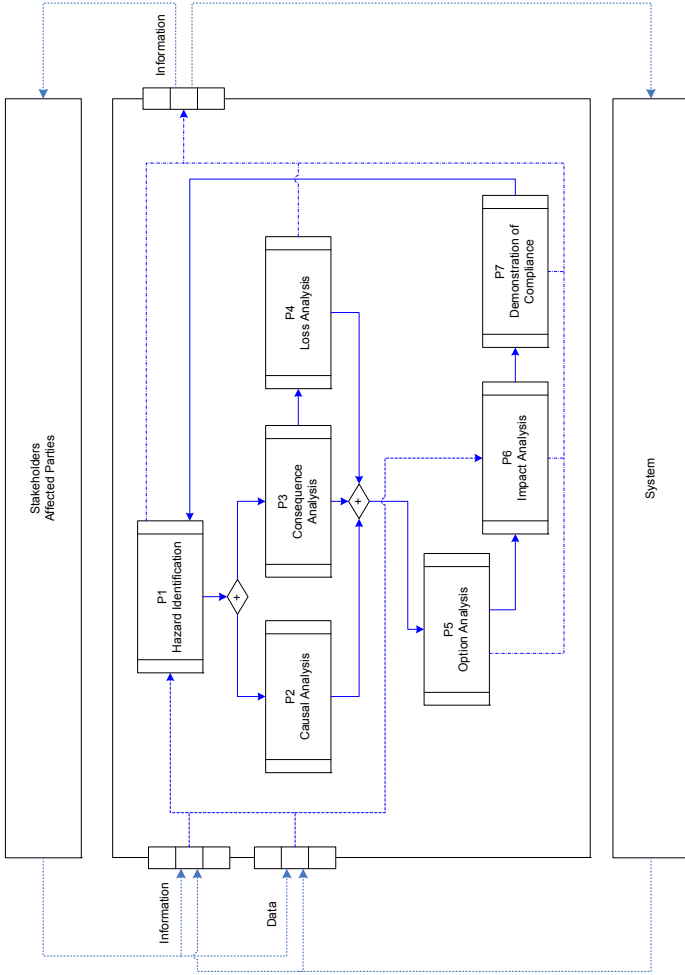 Stakeholders
Affected Parties
Information
Information
Data
P1
Hazard Identification
P2
Causal Analysis
P3
Consequence
Analysis
P4
Loss Analysis
+
+
P5
Option Analysis
P6
Impact Analysis
P7
Demonstration of
Compliance
System